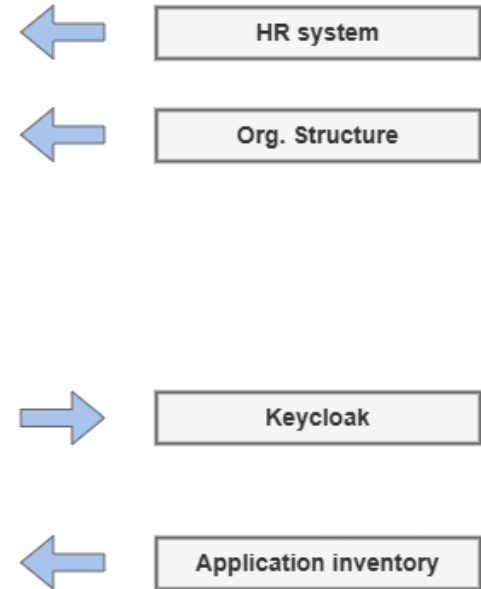 HR system
Org. Structure
Keycloak
Application inventory